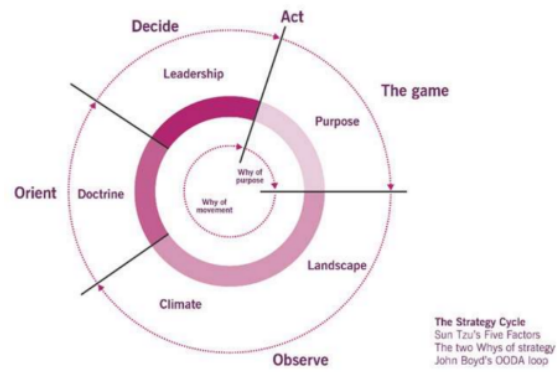 Act
Decide
Leadership
The game
Purpose
Why of
purpose
Orient
Doctrine
Why of
movement
Landscape
Climate
Observe
The Strategy Cycle
Sun Tzu's Five Factors
The two Whys of strategy
John Boyd's OODA loop